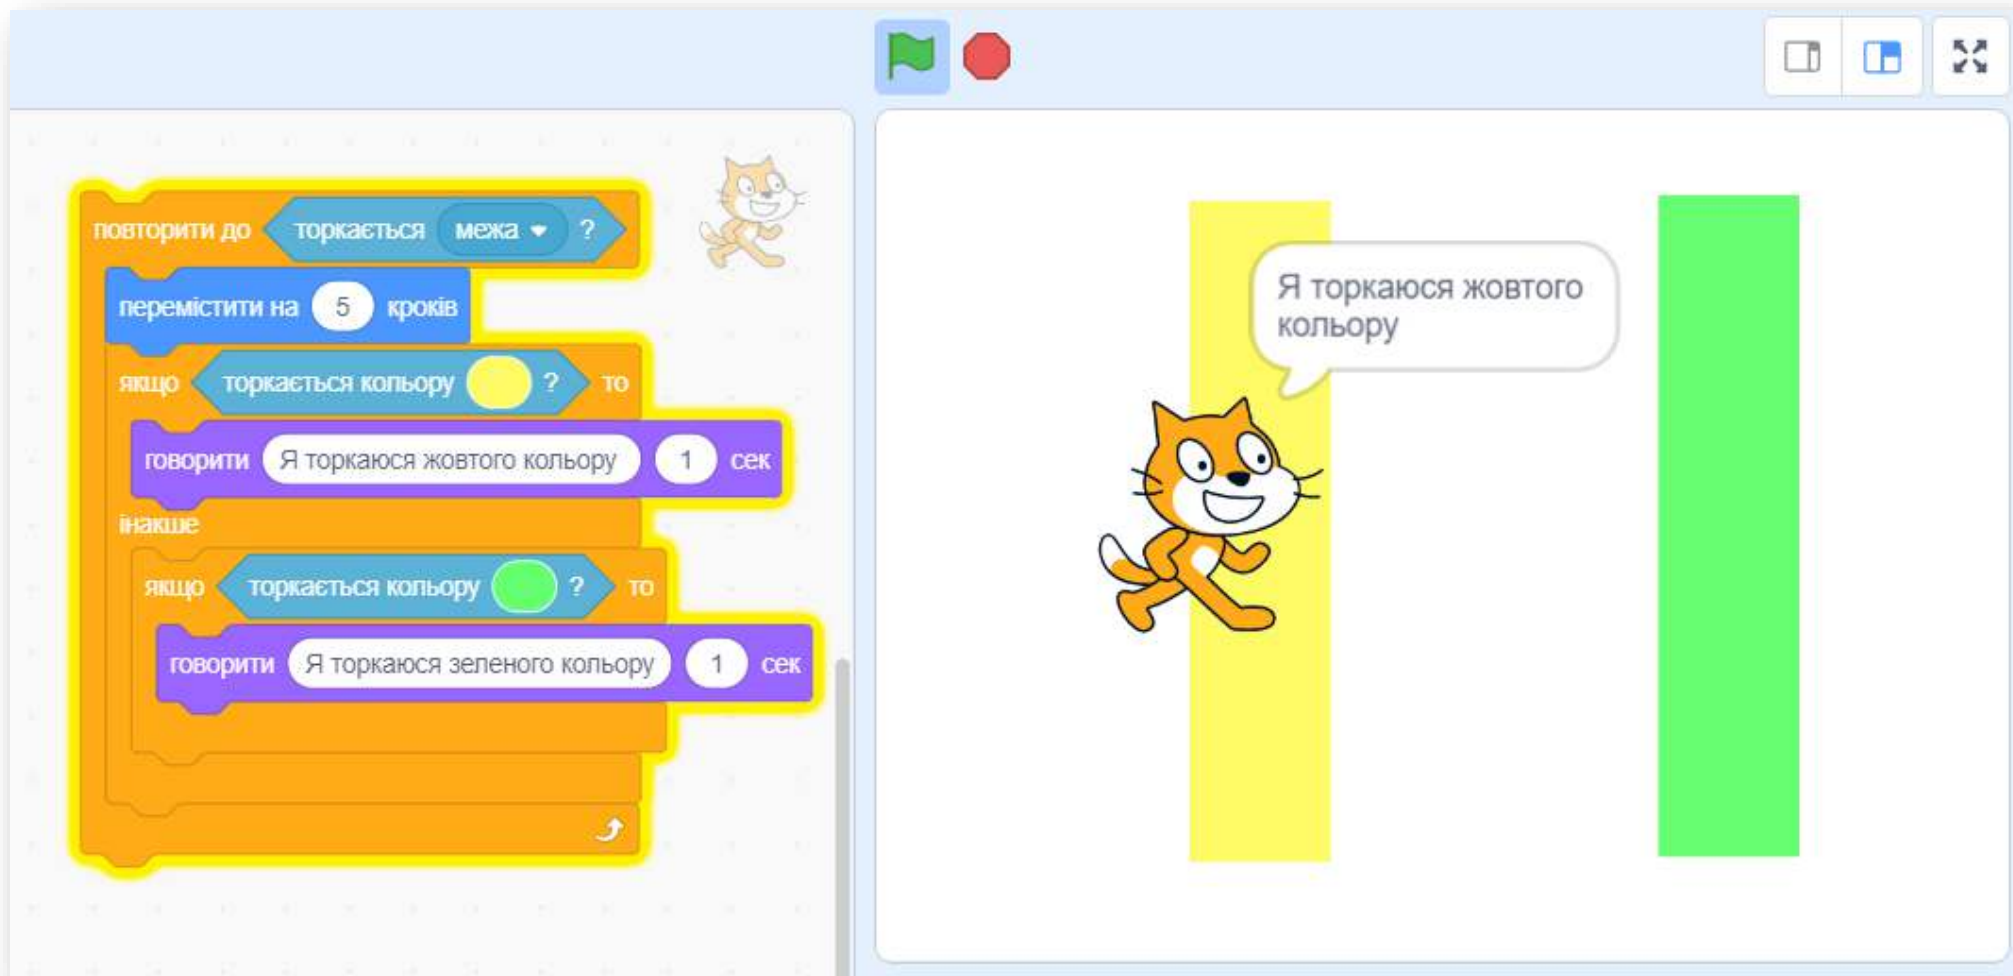 повторити до торкається межа ?
перемістити на 5 кроків
якщо торкається кольору ? то
говорити Я торкаюся жовтого кольору 1 сек
інакше
якщо торкається кольору ? то
говорити Я торкаюся зеленого кольору 1 сек
Я торкаюся жовтого
кольору